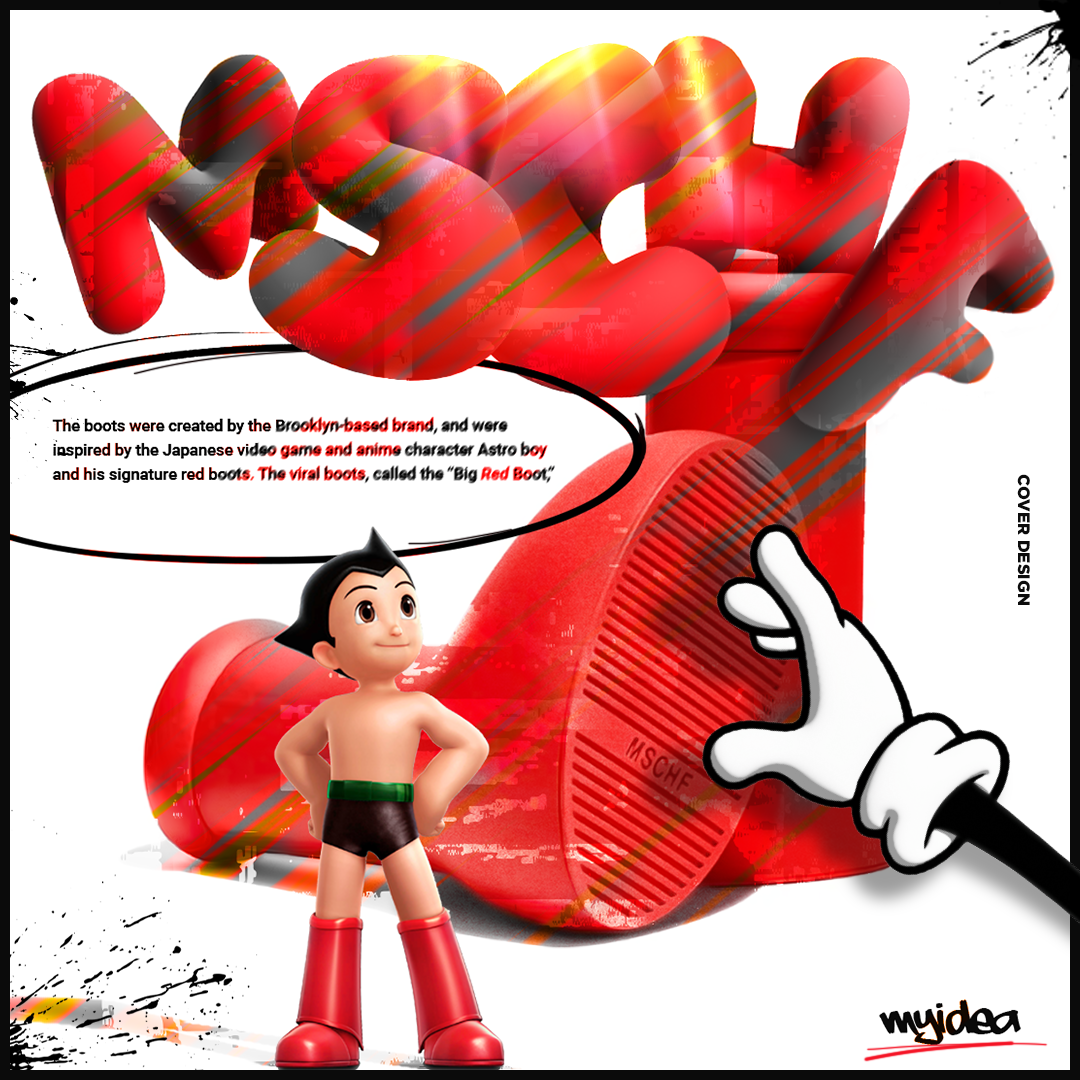 MSCHF
The boots were created by the Brooklyn-based brand, and were
inspired by the Japanese video game and anime character Astro boy
and his signature red boots. The viral boots, called the “Big Red Boot,”
COVER DESIGN
MSCHF
myidea